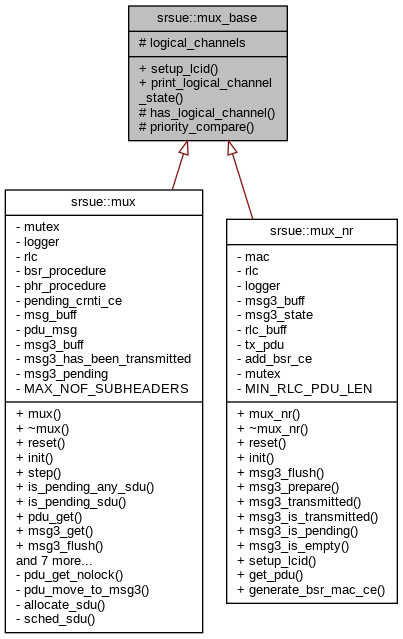 srsue::mux_base
# logical_channels
+ setup_lcid()
+ print_logical_channel
_state()
# has_logical_channel()
# priority_compare()
srsue::mux
- mutex
- logger
- rlc
- bsr_procedure
- phr_procedure
- pending_crnti_ce
- msg_buff
- pdu_msg
- msg3_buff
- msg3_has_been_transmitted
- msg3_pending
- MAX_NOF_SUBHEADERS
+ mux()
+ ~mux()
+ reset()
+ init()
+ step()
+ is_pending_any_sdu()
+ is_pending_sdu()
+ pdu_get()
+ msg3_get()
+ msg3_flush()
and 7 more...
- pdu_get_nolock()
- pdu_move_to_msg3()
- allocate_sdu()
- sched_sdu()
srsue::mux_nr
- mac
- rlc
- logger
- msg3_buff
- msg3_state
- rlc_buff
- tx_pdu
- add_bsr_ce
- mutex
- MIN_RLC_PDU_LEN
+ mux_nr()
+ ~mux_nr()
+ reset()
+ init()
+ msg3_flush()
+ msg3_prepare()
+ msg3_transmitted()
+ msg3_is_transmitted()
+ msg3_is_pending()
+ msg3_is_empty()
+ setup_lcid()
+ get_pdu()
+ generate_bsr_mac_ce()